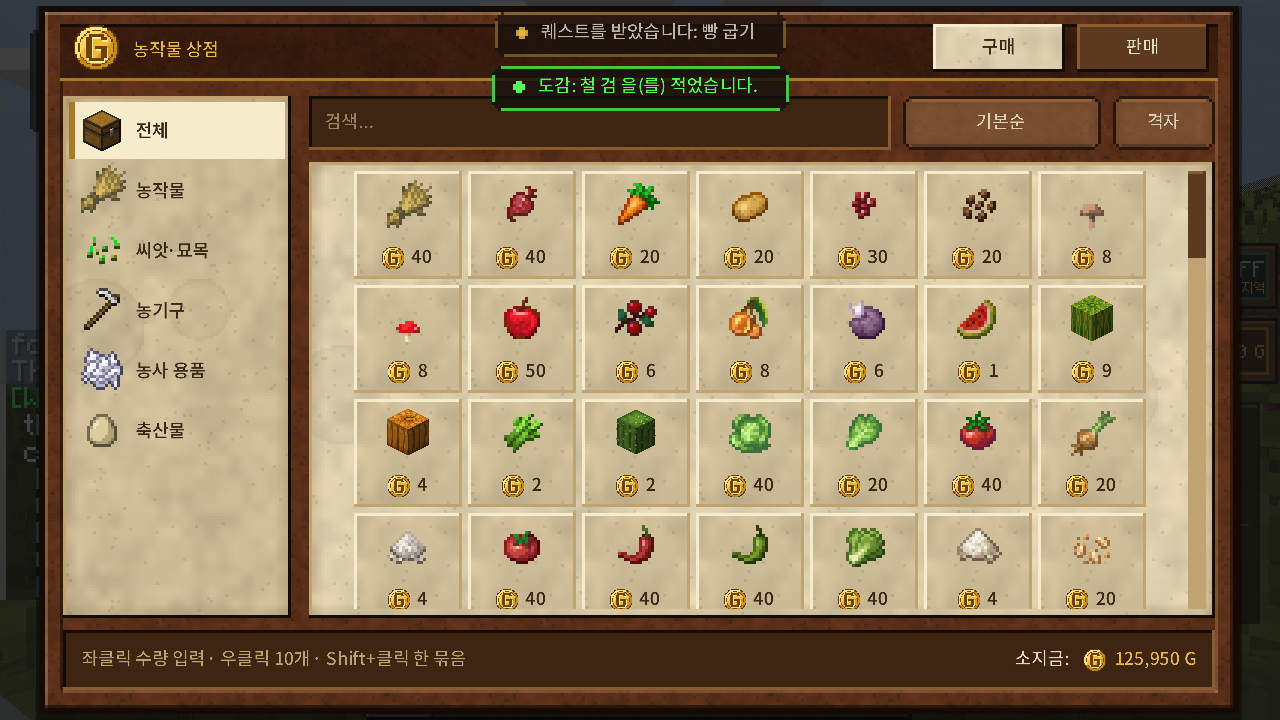 퀘스트를 받았습니다: 빵 굽기
농작물 상점
구매
판매
도감: 철 검 을(를) 적었습니다.
전체
농작물
씨앗·묘목
농기구
농사 용품
축산물
검색...
기본순
격자
40 40 20 20 30 20 8
8 50 6 8 6 1 9
4 2 2 40 20 40 20
4 40 40 40 40 4 20
좌클릭 수량 입력 · 우클릭 10개 · Shift+클릭 한 묶음
소지금: 125,950 G